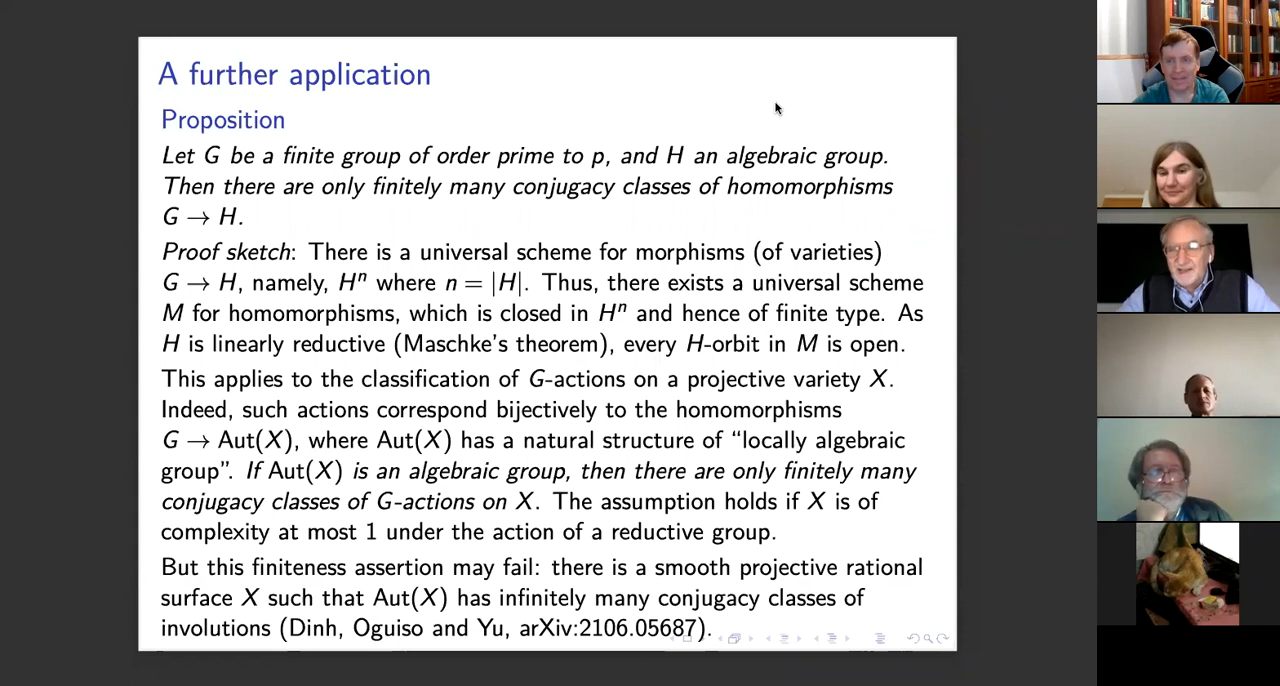 A further application
Proposition
Let G be a finite group of order prime to p, and H an algebraic group.
Then there are only finitely many conjugacy classes of homomorphisms
G → H.
Proof sketch: There is a universal scheme for morphisms (of varieties)
G → H, namely, Hⁿ where n = |H|. Thus, there exists a universal scheme
M for homomorphisms, which is closed in Hⁿ and hence of finite type. As
H is linearly reductive (Maschke's theorem), every H-orbit in M is open.
This applies to the classification of G-actions on a projective variety X.
Indeed, such actions correspond bijectively to the homomorphisms
G → Aut(X), where Aut(X) has a natural structure of “locally algebraic
group”. If Aut(X) is an algebraic group, then there are only finitely many
conjugacy classes of G-actions on X. The assumption holds if X is of
complexity at most 1 under the action of a reductive group.
But this finiteness assertion may fail: there is a smooth projective rational
surface X such that Aut(X) has infinitely many conjugacy classes of
involutions (Dinh, Oguiso and Yu, arXiv:2106.05687).